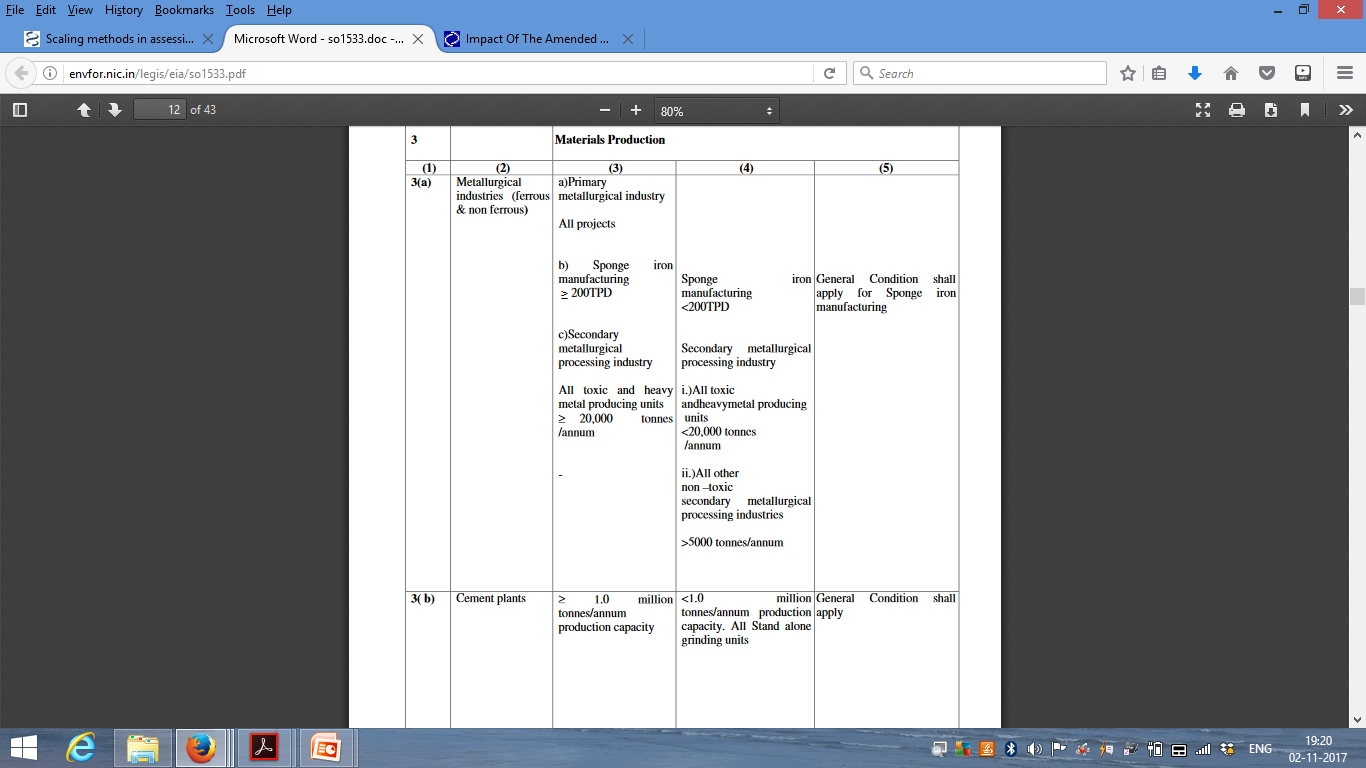 File Edit View History Bookmarks Tools Help
Scaling methods in assessi...
Microsoft Word - so1533.doc -...
Impact Of The Amended ...
envfor.nic.in/legis/eia/so1533.pdf
Search
12 of 43
80%
3 Materials Production
(1) (2) (3) (4) (5)
3(a)
Metallurgical
industries (ferrous
& non ferrous)
a)Primary
metallurgical industry
All projects
b) Sponge iron
manufacturing
≥ 200TPD
c)Secondary
metallurgical
processing industry
All toxic and heavy
metal producing units
≥ 20,000 tonnes
/annum
-
Sponge iron
manufacturing
<200TPD
Secondary metallurgical
processing industry
i.)All toxic
andheavymetal producing
units
<20,000 tonnes
/annum
ii.)All other
non –toxic
secondary metallurgical
processing industries
>5000 tonnes/annum
General Condition shall
apply for Sponge iron
manufacturing
3( b)
Cement plants
≥ 1.0 million
tonnes/annum
production capacity
<1.0 million
tonnes/annum production
capacity. All Stand alone
grinding units
General Condition shall
apply
ENG
19:20
02-11-2017